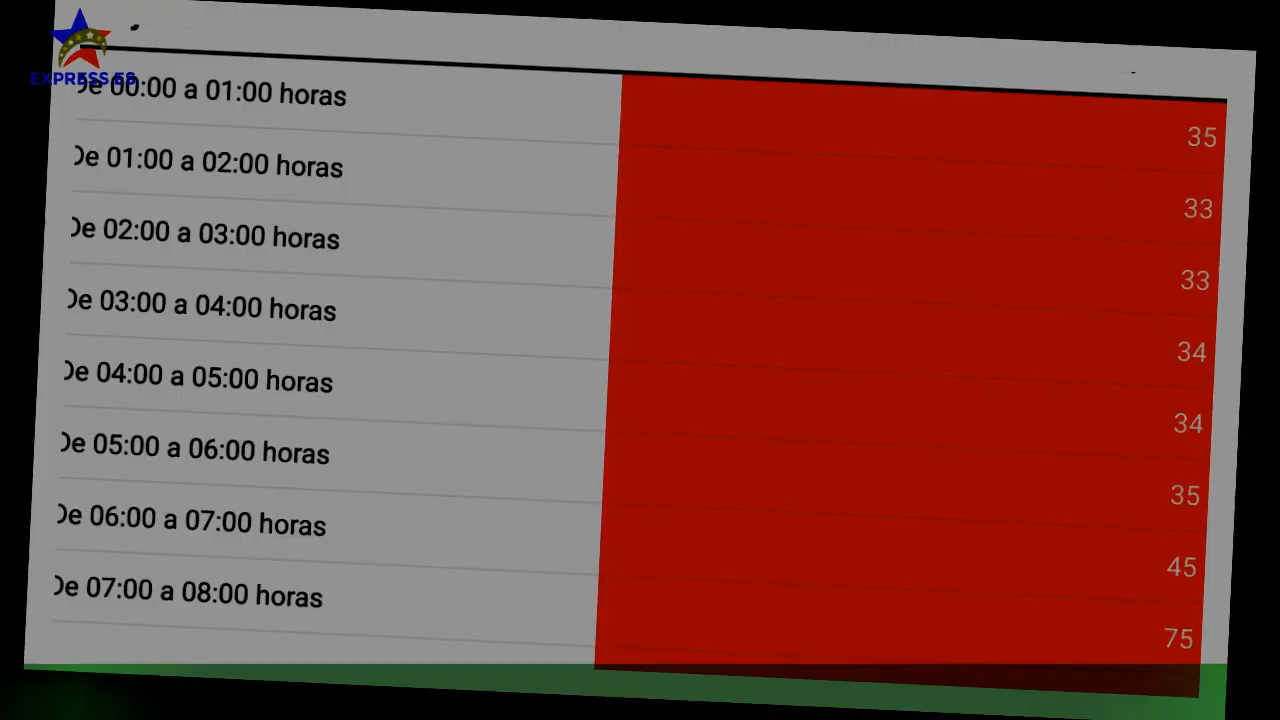 EXPRESS.ES
De 00:00 a 01:00 horas 35
De 01:00 a 02:00 horas 33
De 02:00 a 03:00 horas 33
De 03:00 a 04:00 horas 34
De 04:00 a 05:00 horas 34
De 05:00 a 06:00 horas 35
De 06:00 a 07:00 horas 45
De 07:00 a 08:00 horas 75